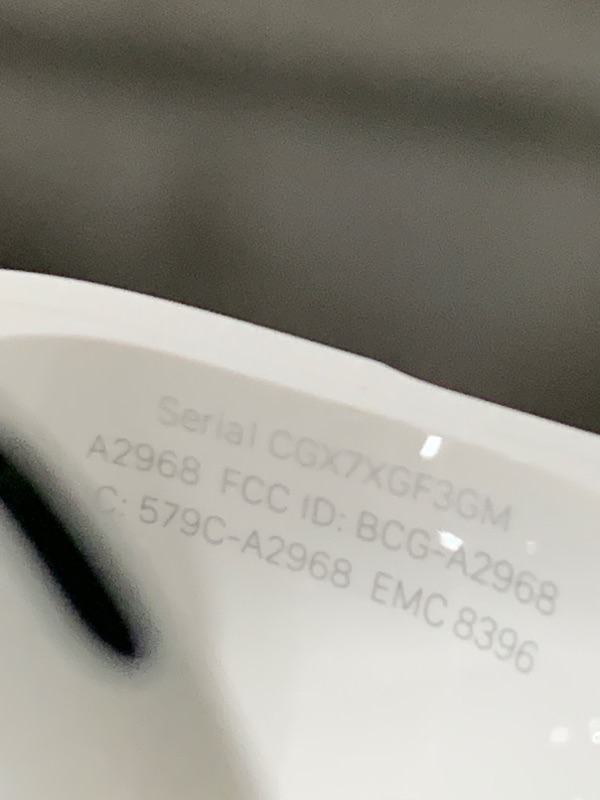 Serial CGX7XGF3GM
A2968 FCC ID: BCG-A2968
C: 579C-A2968 EMC 8396